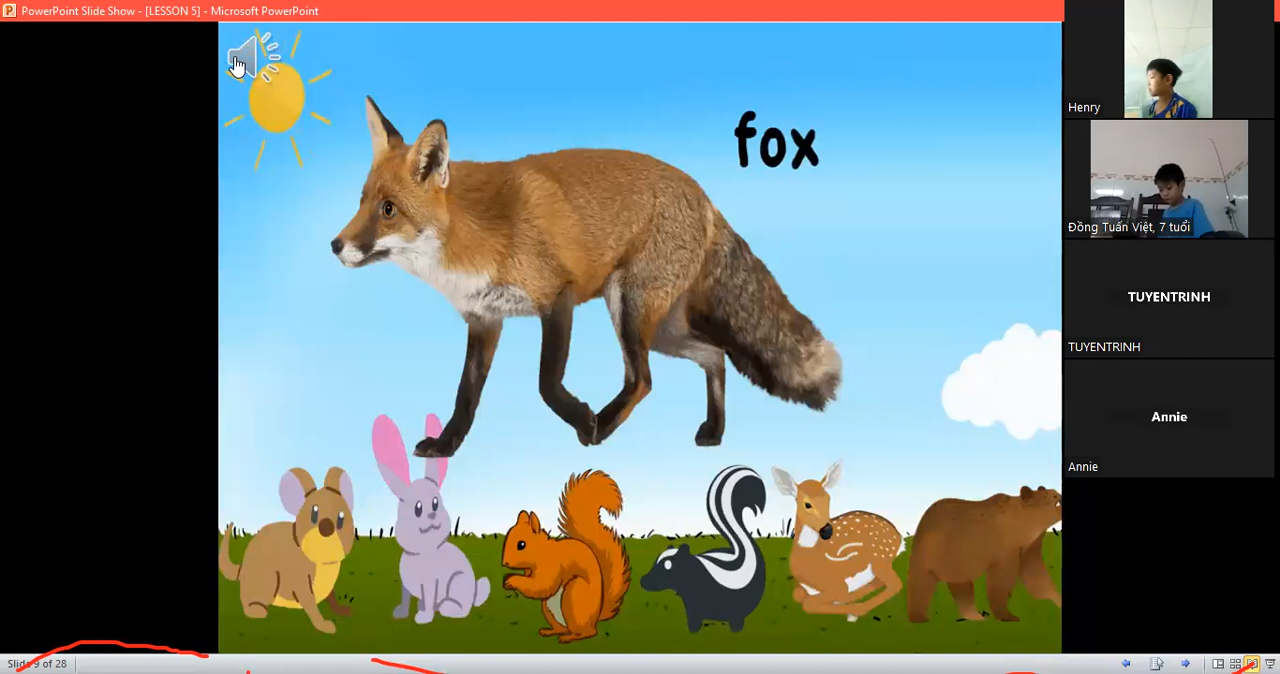 PowerPoint Slide Show - [LESSON 5] - Microsoft PowerPoint
fox
Henry
Đồng Tuấn Việt, 7 tuổi
TUYENTRINH
TUYENTRINH
Annie
Annie
Slide 9 of 28